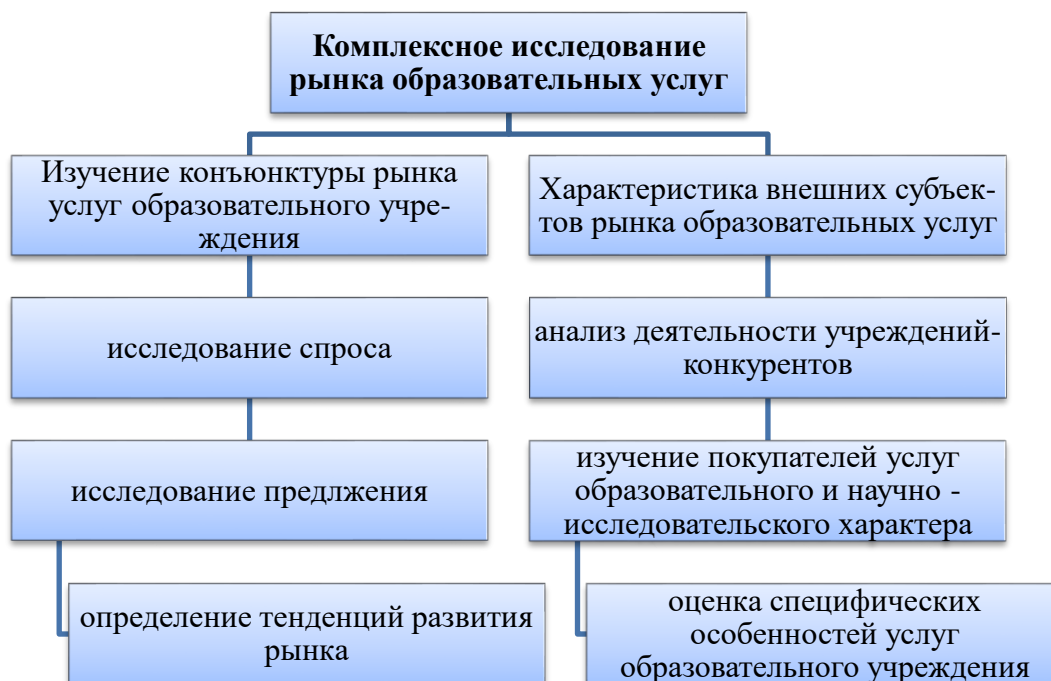 Комплексное исследование
рынка образовательных услуг
Изучение конъюнктуры рынка
услуг образовательного учре-
ждения
исследование спроса
исследование предлжения
определение тенденций развития
рынка
Характеристика внешних субъек-
тов рынка образовательных услуг
анализ деятельности учреждений-
конкурентов
изучение покупателей услуг
образовательного и научно -
исследовательского характера
оценка специфических
особенностей услуг
образовательного учреждения